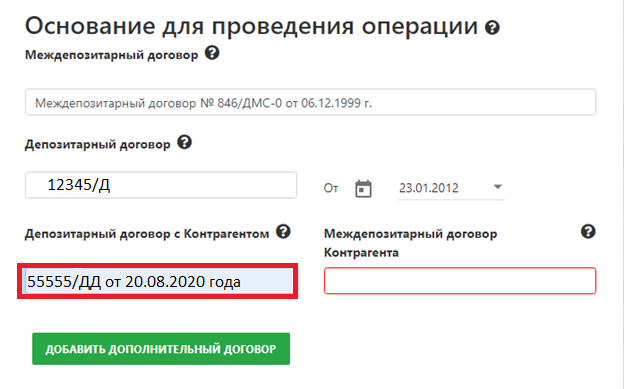 Основание для проведения операции ?
Междепозитарный договор ?
Междепозитарный договор № 846/ДМС-0 от 06.12.1999 г.
Депозитарный договор ?
12345/Д
От 23.01.2012
Депозитарный договор с Контрагентом ?
Междепозитарный договор ?
Контрагента
55555/ДД от 20.08.2020 года
ДОБАВИТЬ ДОПОЛНИТЕЛЬНЫЙ ДОГОВОР